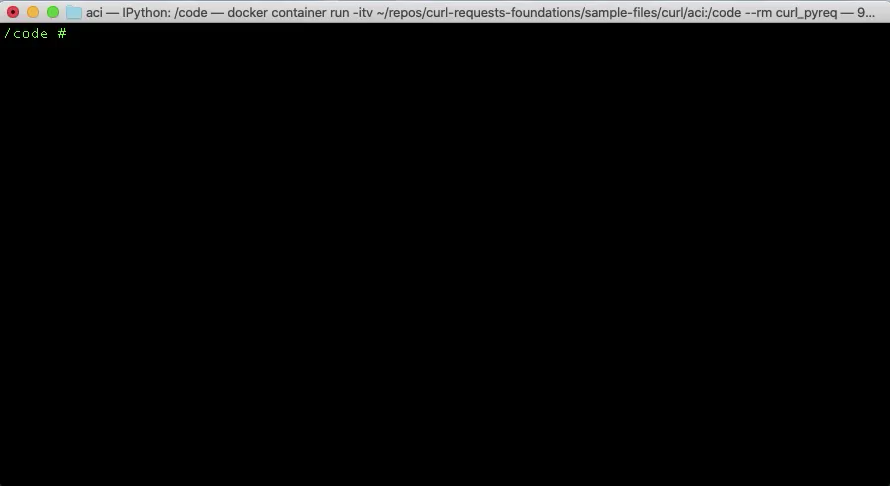 aci — IPython: /code — docker container run -itv ~/repos/curl-requests-foundations/sample-files/curl/aci:/code --rm curl_pyreq — 9...
/code #